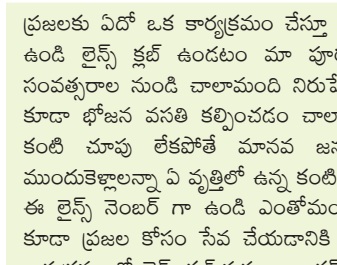 ప్రజలకు ఏదో ఒక కార్యక్రమం చేస్తూ
ఉండి లైన్స్ క్లబ్ ఉండటం మా
సంవత్సరాల నుండి చాలామంది
కూడా భోజన వసతి కల్పించడం
కంటి చూపు లేకపోతే మానవ
ముందుకెళ్లాలన్నా ఏ వృత్తిలో ఉన్న కంటి
ఈ లైన్స్ నెంబర్ గా ఉండి
కూడా ప్రజల కోసం సేవ చేయడానికి